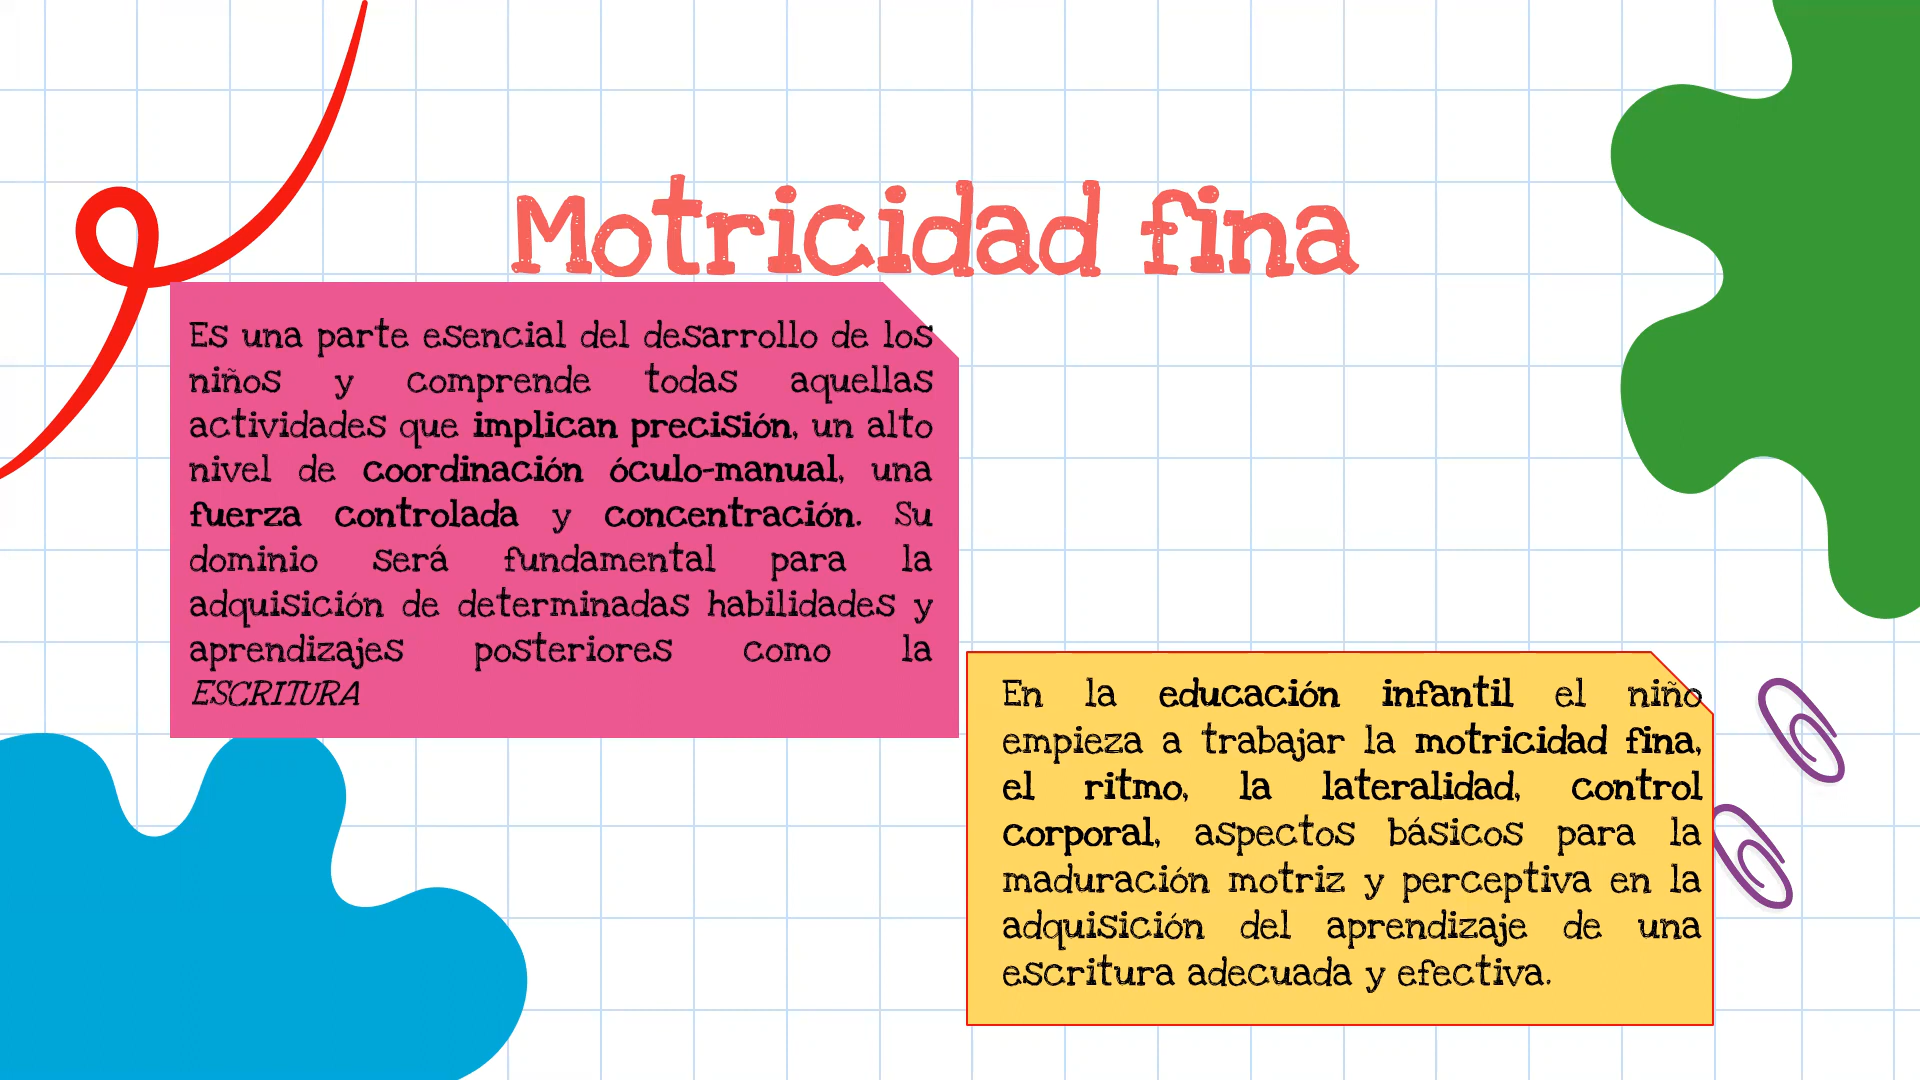 Motricidad fina
Es una parte esencial del desarrollo de los
niños y comprende todas aquellas
actividades que implican precisión, un alto
nivel de coordinación óculo-manual, una
fuerza controlada y concentración. Su
dominio será fundamental para la
adquisición de determinadas habilidades y
aprendizajes posteriores como la
ESCRITURA
En la educación infantil el niño
empieza a trabajar la motricidad fina,
el ritmo, la lateralidad, control
corporal, aspectos básicos para la
maduración motriz y perceptiva en la
adquisición del aprendizaje de una
escritura adecuada y efectiva.